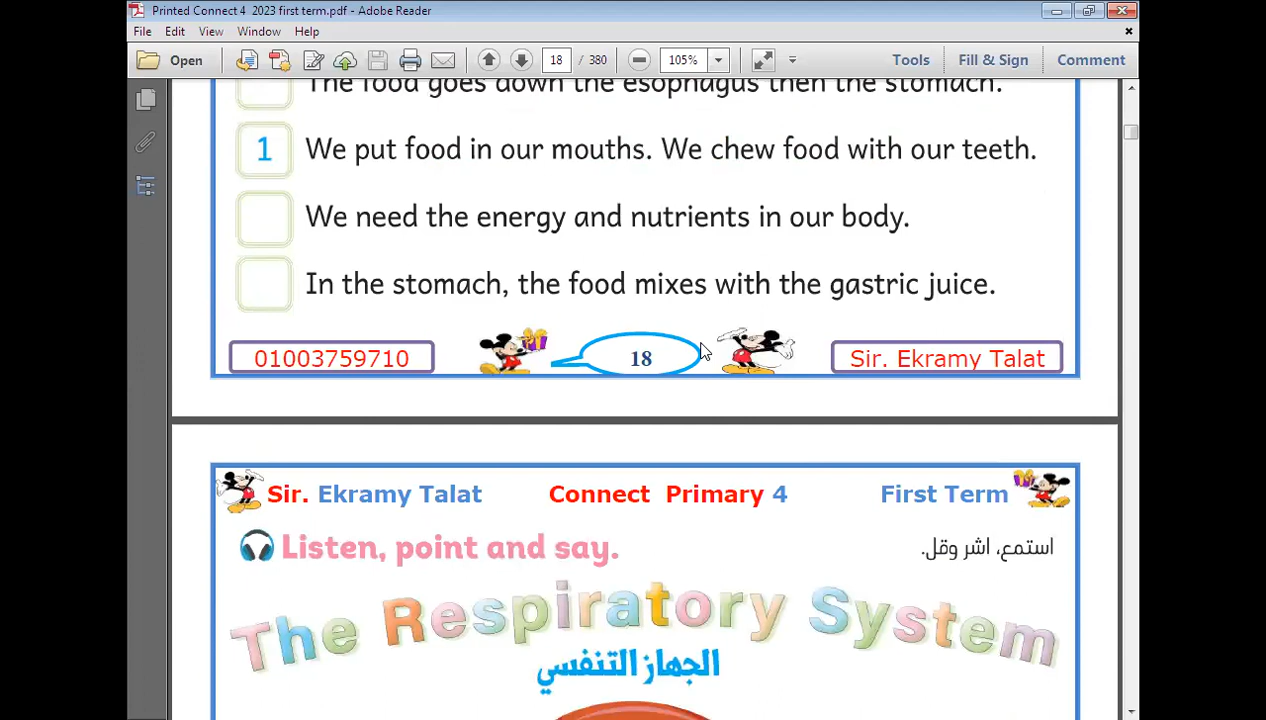 Printed Connect 4 2023 first term.pdf - Adobe Reader
File Edit View Window Help
Open 18 / 380 105% Tools Fill & Sign Comment
The food goes down the esophagus then the stomach.
1 We put food in our mouths. We chew food with our teeth.
We need the energy and nutrients in our body.
In the stomach, the food mixes with the gastric juice.
01003759710 18 Sir. Ekramy Talat
Sir. Ekramy Talat Connect Primary 4 First Term
Listen, point and say. استمع، اشر وقل.
The Respiratory System
الجهاز التنفسي